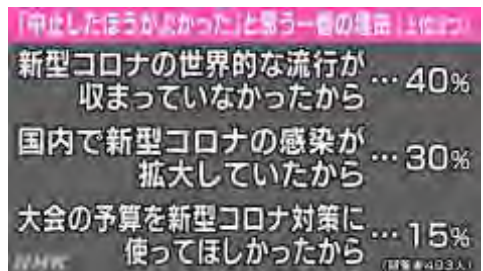 「中止したほうがよかった」と思う一番の理由（上位3つ）
新型コロナの世界的な流行が
収まっていなかったから … 40%
国内で新型コロナの感染が
拡大していたから … 30%
大会の予算を新型コロナ対策に
使ってほしかったから … 15%
NHK